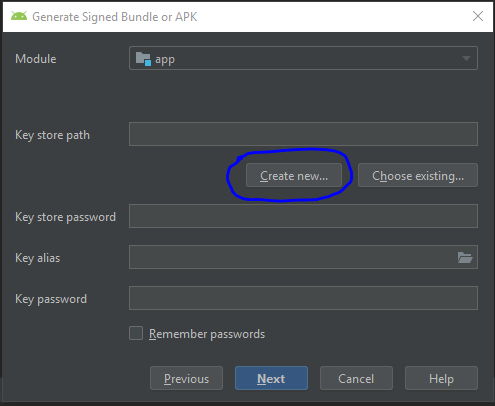 Generate Signed Bundle or APK
Module
app
Key store path
Create new... Choose existing...
Key store password
Key alias
Key password
Remember passwords
Previous Next Cancel Help